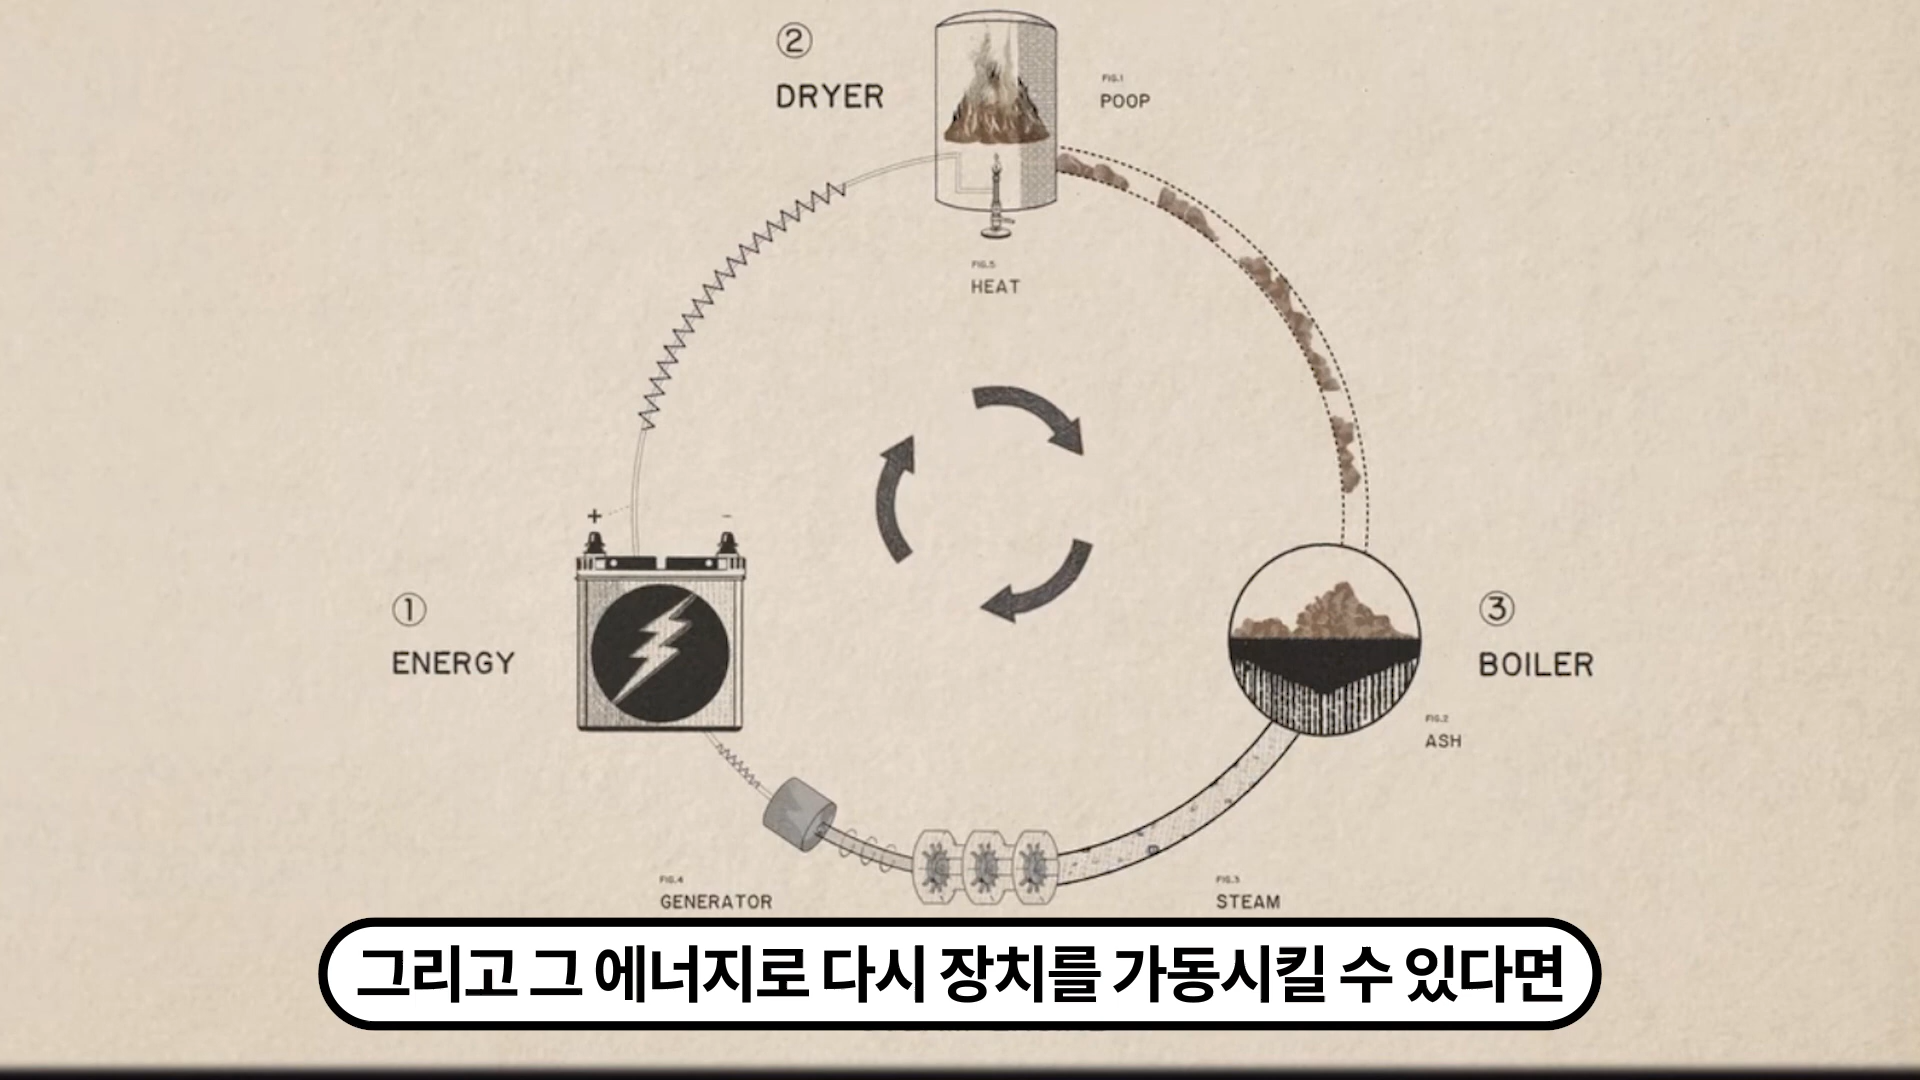 ②
DRYER
FIG.1
POOP
FIG.5
HEAT
+
-
①
ENERGY
③
BOILER
FIG.2
ASH
FIG.4
GENERATOR
FIG.3
STEAM
그리고 그 에너지로 다시 장치를 가동시킬 수 있다면